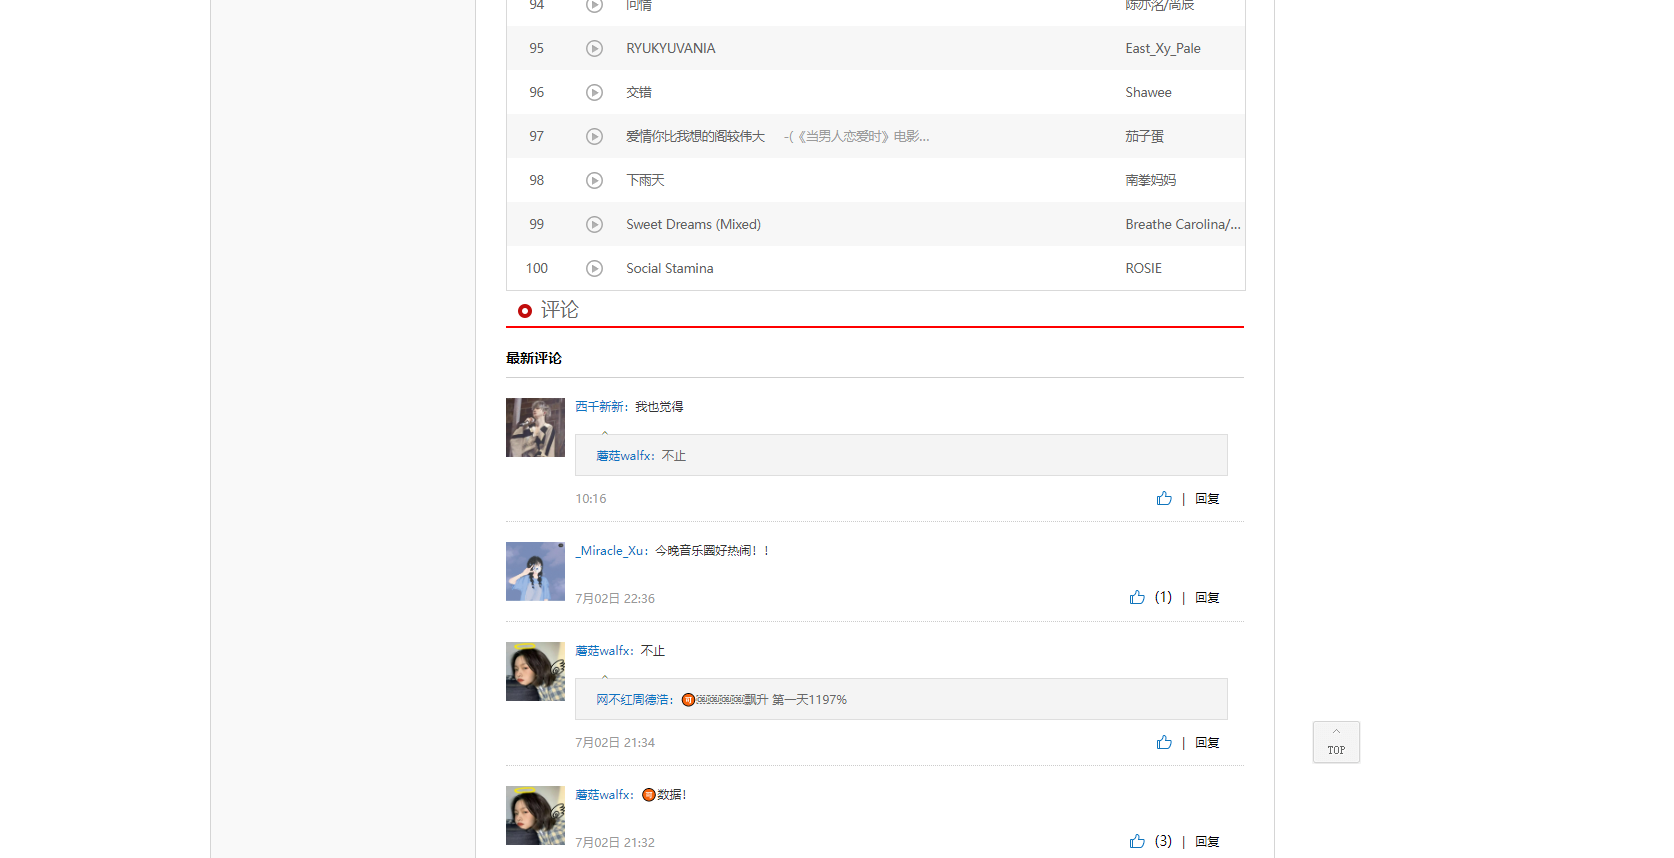 94 问情 陈亦洺/尚辰
95 RYUKYUVANIA East_Xy_Pale
96 交错 Shawee
97 爱情你比我想的阁较伟大 -(《当男人恋爱时》电影...
茄子蛋
98 下雨天 南拳妈妈
99 Sweet Dreams (Mixed) Breathe Carolina/...
100 Social Stamina ROSIE
评论
最新评论
西千新新：我也觉得
蘑菇walfx：不止
10:16 | 回复
_Miracle_Xu：今晚音乐圈好热闹！！
7月02日 22:36 (1) | 回复
蘑菇walfx：不止
网不红周德浩：🉑飘升 第一天1197%
7月02日 21:34 | 回复
TOP
蘑菇walfx：🉑数据！
7月02日 21:32 (3) | 回复